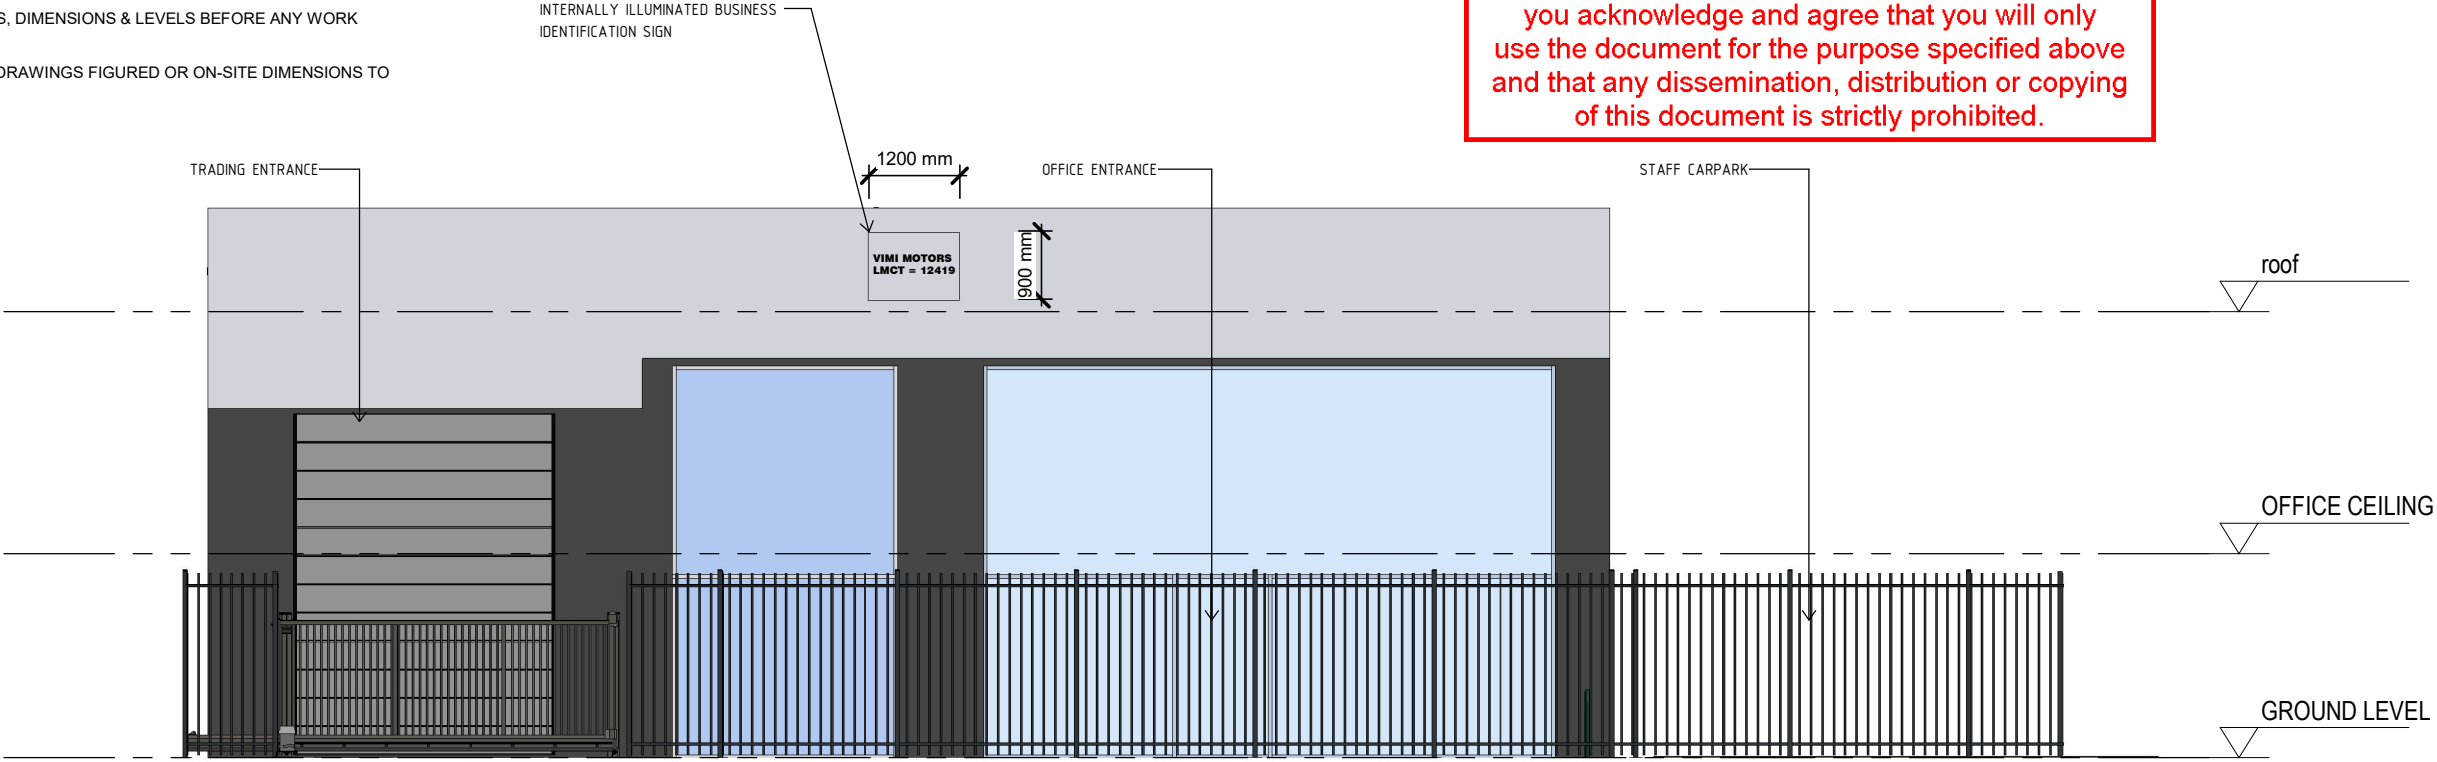 S, DIMENSIONS & LEVELS BEFORE ANY WORK
DRAWINGS FIGURED OR ON-SITE DIMENSIONS TO
INTERNALLY ILLUMINATED BUSINESS
IDENTIFICATION SIGN
you acknowledge and agree that you will only
use the document for the purpose specified above
and that any dissemination, distribution or copying
of this document is strictly prohibited.
TRADING ENTRANCE
1200 mm
OFFICE ENTRANCE
STAFF CARPARK
VIMI MOTORS
LMCT = 12419
900 mm
roof
OFFICE CEILING
GROUND LEVEL